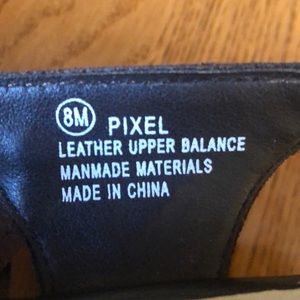 8M PIXEL
LEATHER UPPER BALANCE
MANMADE MATERIALS
MADE IN CHINA